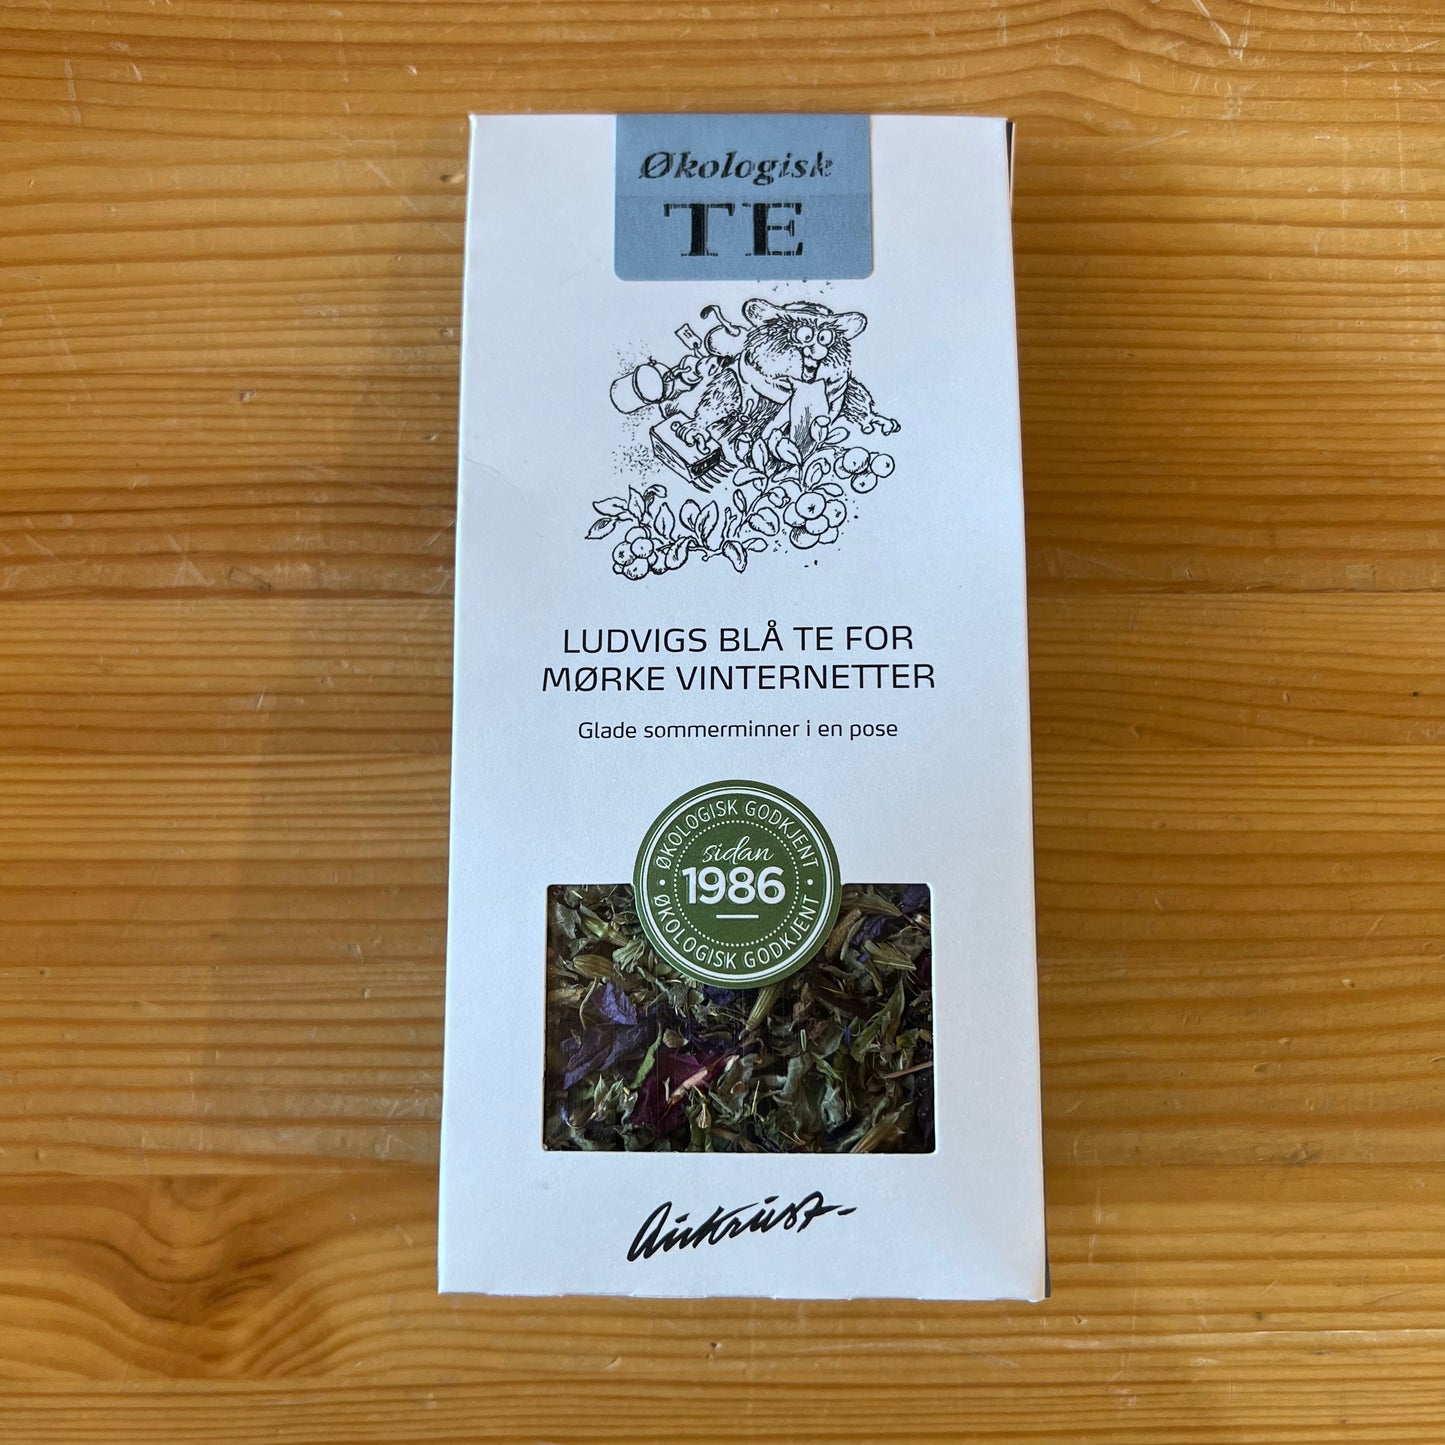 Økologisk
TE
LUDVIGS BLÅ TE FOR
MØRKE VINTERNETTER
Glade sommerminner i en pose
ØKOLOGISK GODKJENT
sidan
1986
ØKOLOGISK GODKJENT
Aukrust